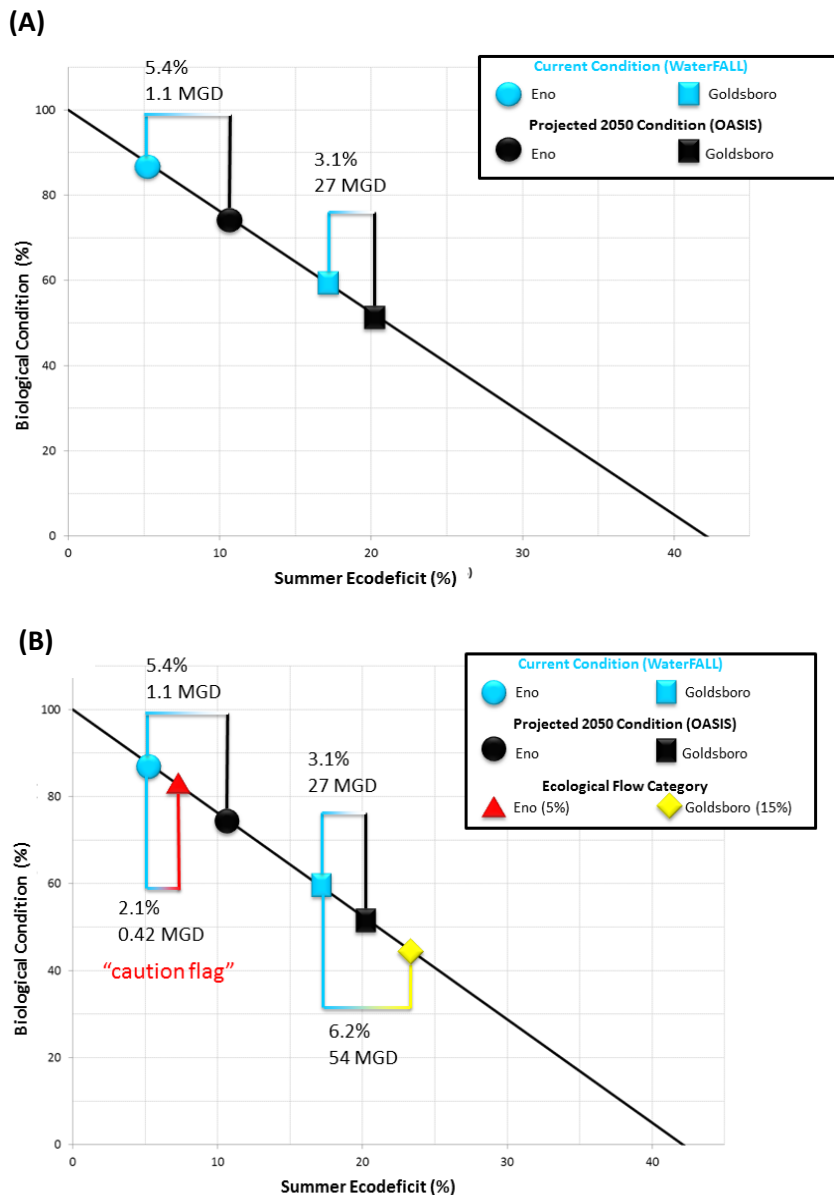 (A)
5.4%
1.1 MGD
3.1%
27 MGD
Current Condition (WaterFALL)
Eno
Goldsboro
Projected 2050 Condition (OASIS)
Eno
Goldsboro
Biological Condition (%)
100
80
60
40
20
0
0
10
20
30
40
Summer Ecodeficit (%) )
(B)
5.4%
1.1 MGD
3.1%
27 MGD
Current Condition (WaterFALL)
Eno
Goldsboro
Projected 2050 Condition (OASIS)
Eno
Goldsboro
Ecological Flow Category
Eno (5%)
Goldsboro (15%)
Biological Condition (%)
100
80
60
40
20
0
2.1%
0.42 MGD
“caution flag”
6.2%
54 MGD
0
10
20
30
40
Summer Ecodeficit (%)